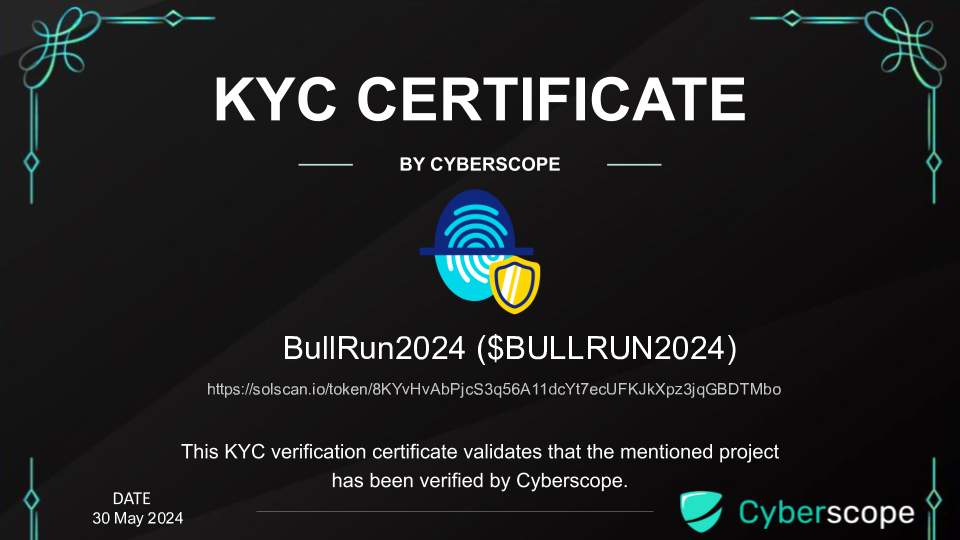 KYC CERTIFICATE
BY CYBERSCOPE
BullRun2024 ($BULLRUN2024)
https://solscan.io/token/8KYvHvAbPjcS3q56A11dcYt7ecUFKJkXpz3jqGBDTMbo
This KYC verification certificate validates that the mentioned project
has been verified by Cyberscope.
DATE
30 May 2024
Cyberscope